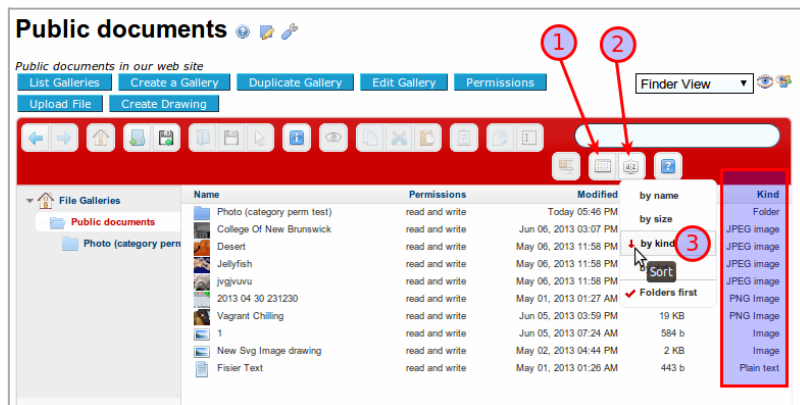 Public documents
1
2
Public documents in our web site
List Galleries Create a Gallery Duplicate Gallery Edit Gallery Permissions
Finder View
Upload File Create Drawing
a|z
File Galleries
Public documents
Photo (category perm
Name Permissions Modified Kind
Photo (category perm test) read and write Today 05:46 PM Folder
College Of New Brunswick read and write Jun 06, 2013 03:07 PM JPEG image
Desert read and write May 06, 2013 11:58 PM JPEG image
Jellyfish read and write May 06, 2013 11:58 PM JPEG image
jvgjvuvu read and write May 06, 2013 11:58 PM JPEG image
2013 04 30 231230 read and write May 01, 2013 01:27 AM PNG Image
Vagrant Chilling read and write Jun 05, 2013 03:59 PM 19 KB PNG Image
1 read and write Jun 05, 2013 07:24 AM 584 b Image
New Svg Image drawing read and write May 02, 2013 04:44 PM 2 KB Image
Fisier Text read and write May 01, 2013 01:26 AM 443 b Plain text
by name
by size
by kind 3
Sort
Folders first